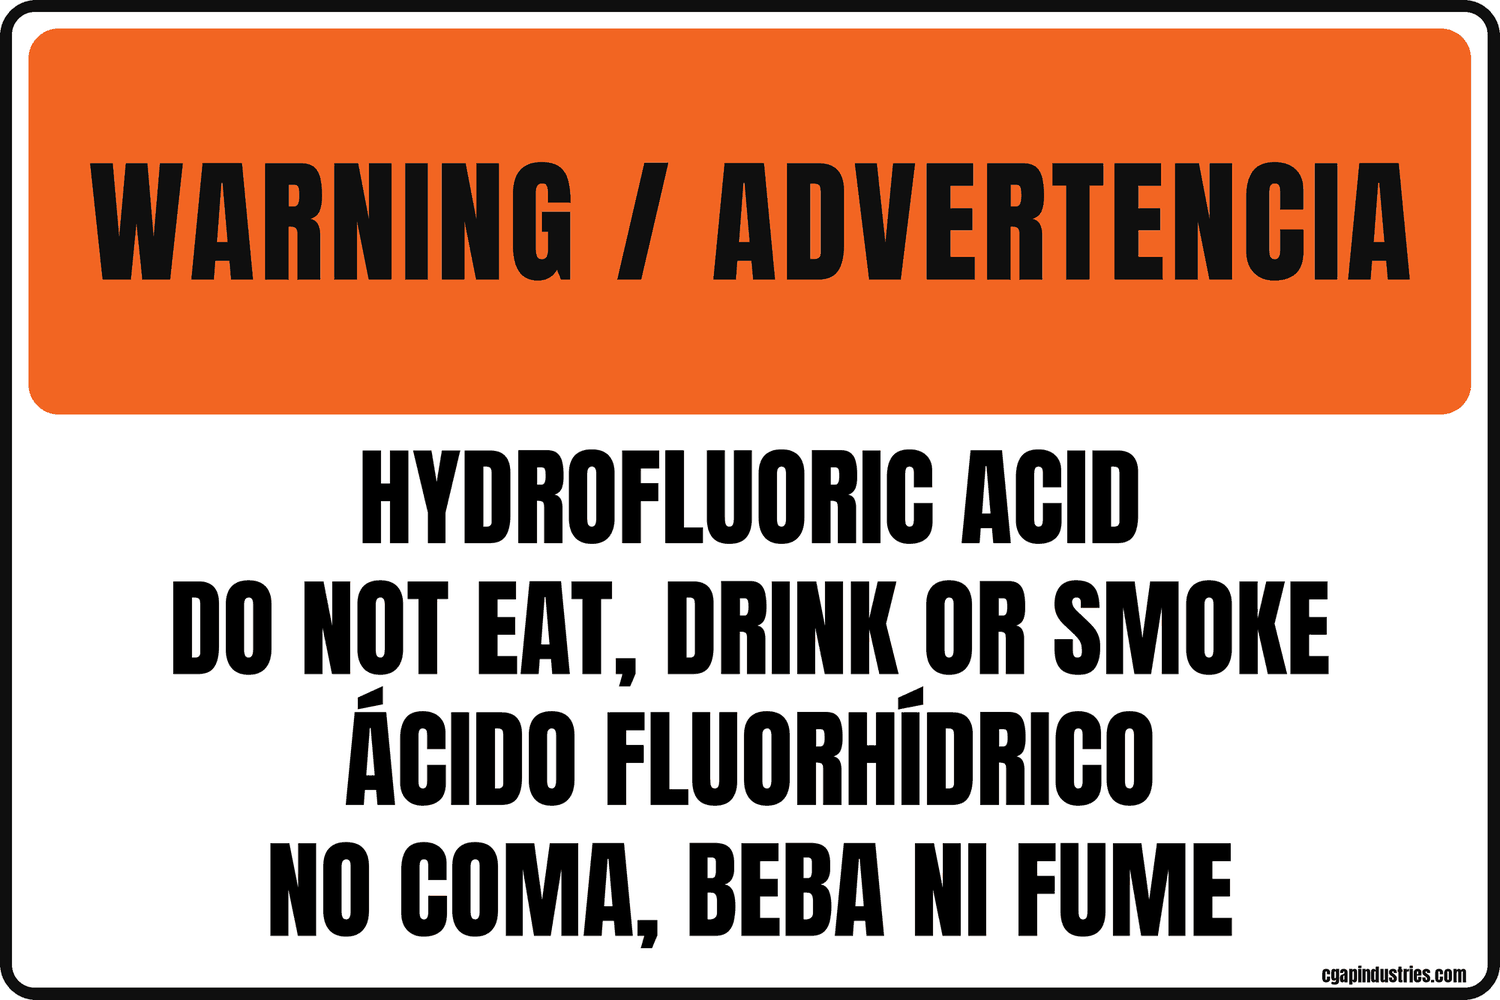 WARNING / ADVERTENCIA
HYDROFLUORIC ACID
DO NOT EAT, DRINK OR SMOKE
ÁCIDO FLUORHÍDRICO
NO COMA, BEBA NI FUME
cgapindustries.com